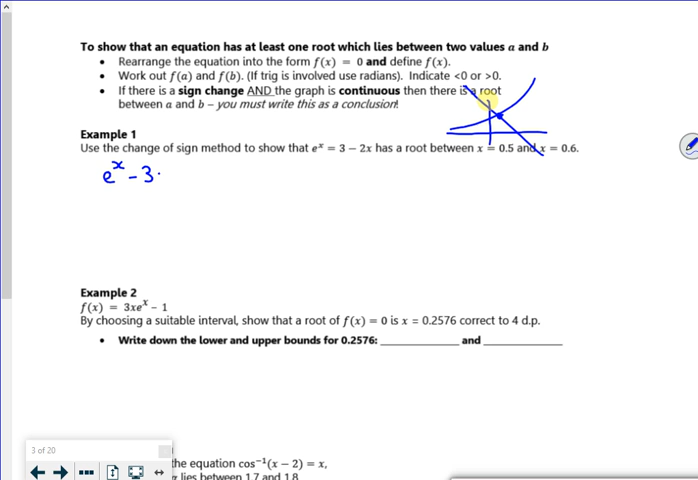 To show that an equation has at least one root which lies between two values a and b
• Rearrange the equation into the form f(x) = 0 and define f(x).
• Work out f(a) and f(b). (If trig is involved use radians). Indicate <0 or >0.
• If there is a sign change AND the graph is continuous then there is a root
between a and b – you must write this as a conclusion!
Example 1
Use the change of sign method to show that eˣ = 3 − 2x has a root between x = 0.5 and x = 0.6.
eˣ - 3
Example 2
f(x) = 3xeˣ − 1
By choosing a suitable interval, show that a root of f(x) = 0 is x = 0.2576 correct to 4 d.p.
• Write down the lower and upper bounds for 0.2576: ____________ and ____________
3 of 20
the equation cos⁻¹(x − 2) = x,
lies between 1.7 and 1.8